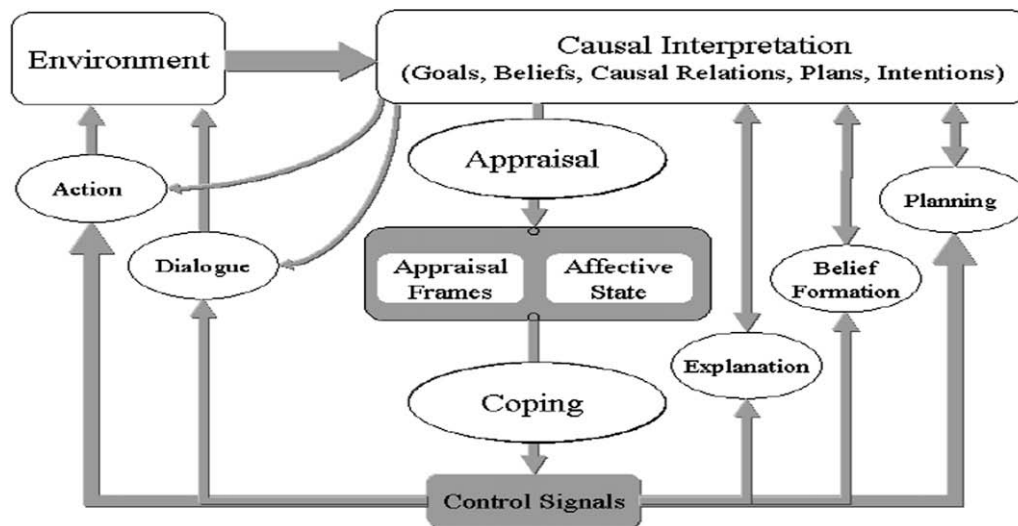 Environment
Causal Interpretation
(Goals, Beliefs, Causal Relations, Plans, Intentions)
Appraisal
Action
Planning
Dialogue
Appraisal
Frames
Affective
State
Belief
Formation
Explanation
Coping
Control Signals